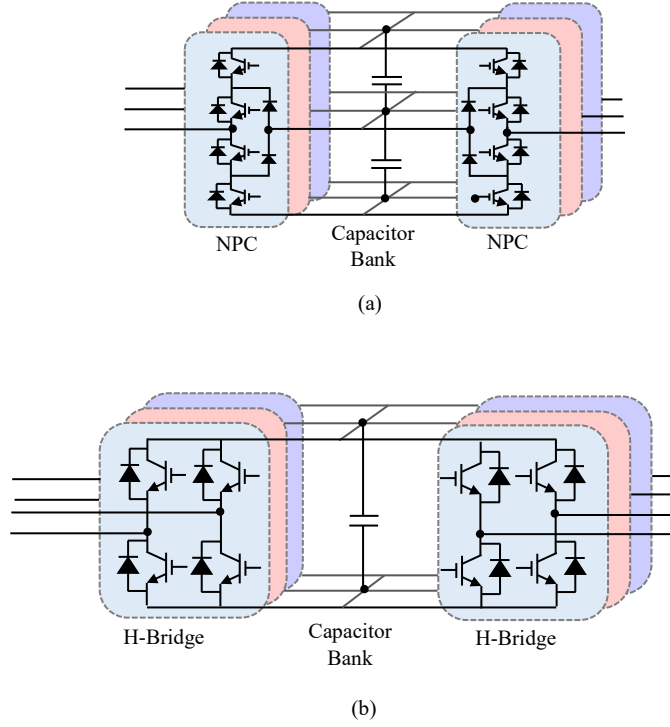 NPC
Capacitor
Bank
NPC
(a)
H-Bridge
Capacitor
Bank
H-Bridge
(b)